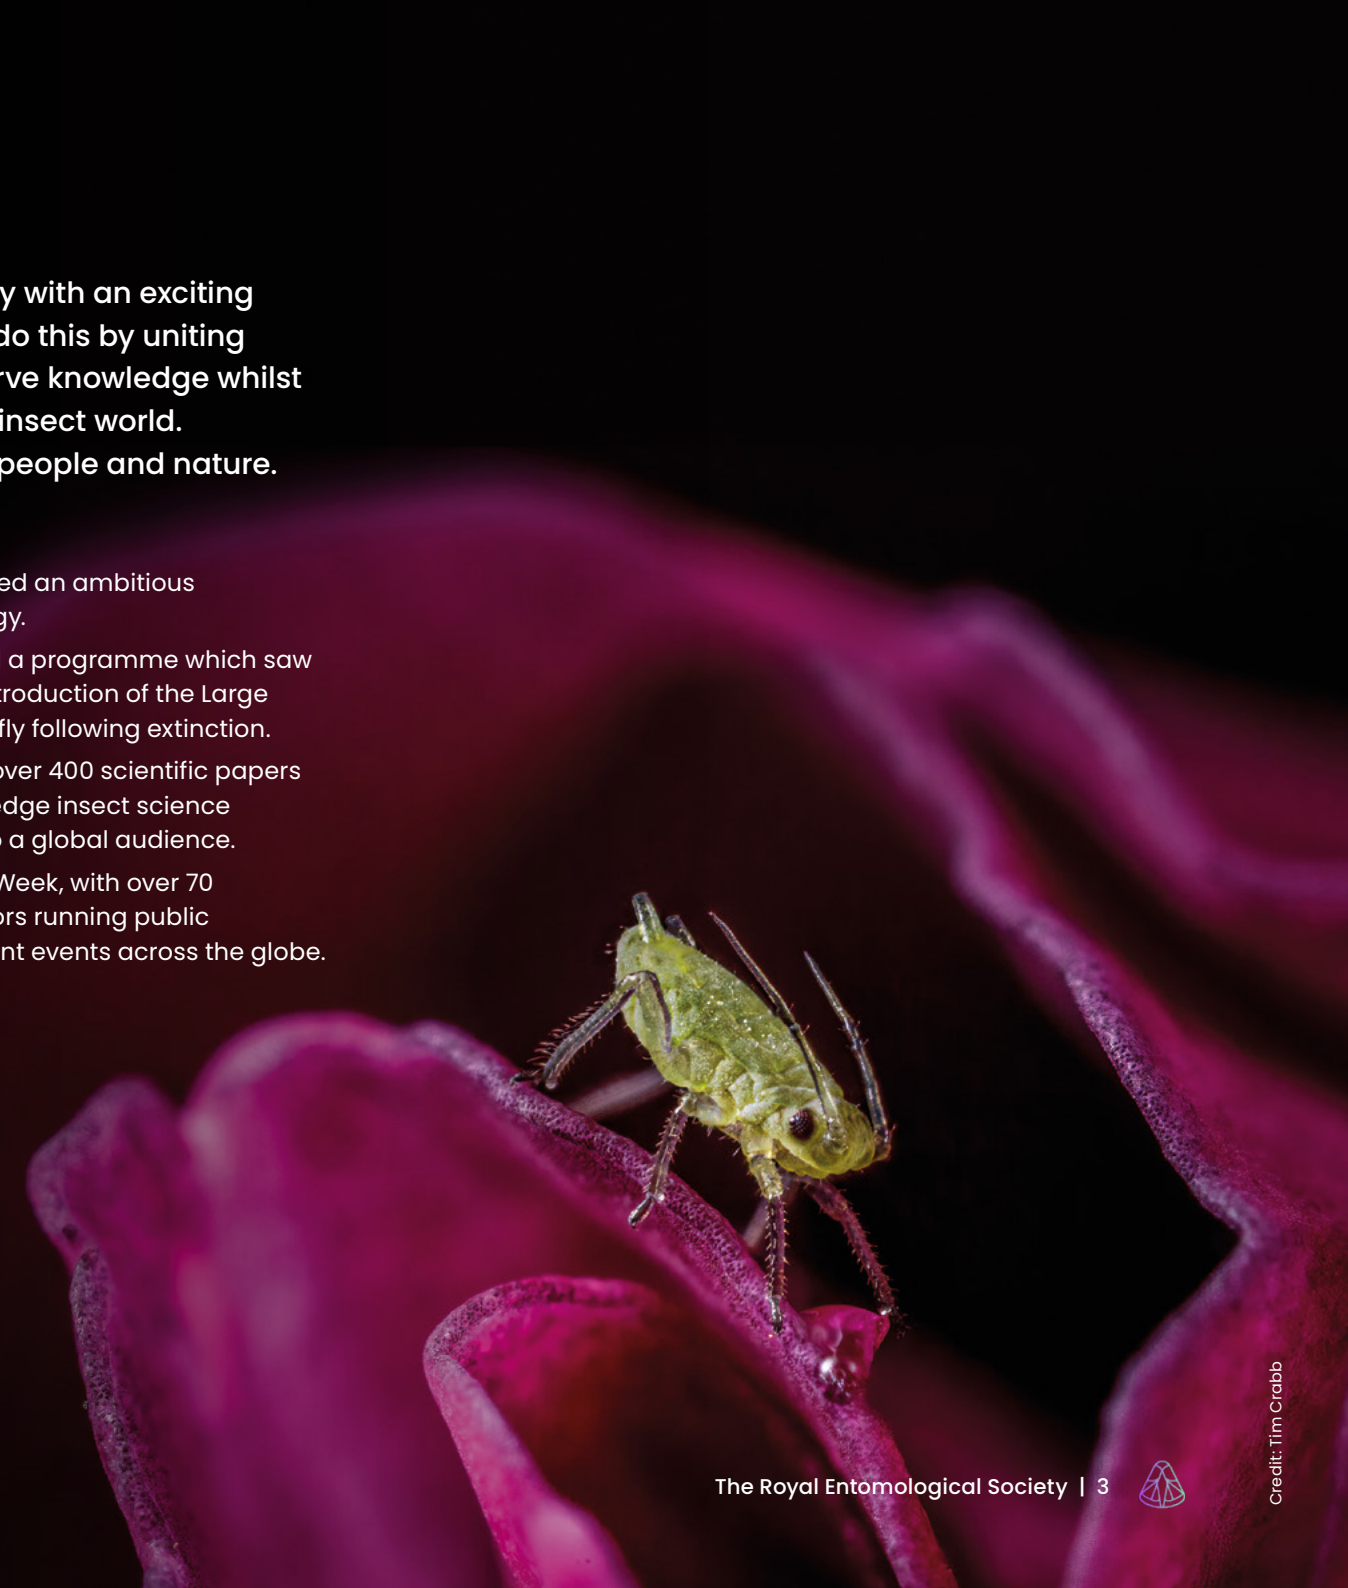 y with an exciting
do this by uniting
rve knowledge whilst
insect world.
people and nature.
ed an ambitious
gy.
a programme which saw
troduction of the Large
fly following extinction.
over 400 scientific papers
edge insect science
o a global audience.
Week, with over 70
ors running public
nt events across the globe.
The Royal Entomological Society | 3
Credit: Tim Crabb